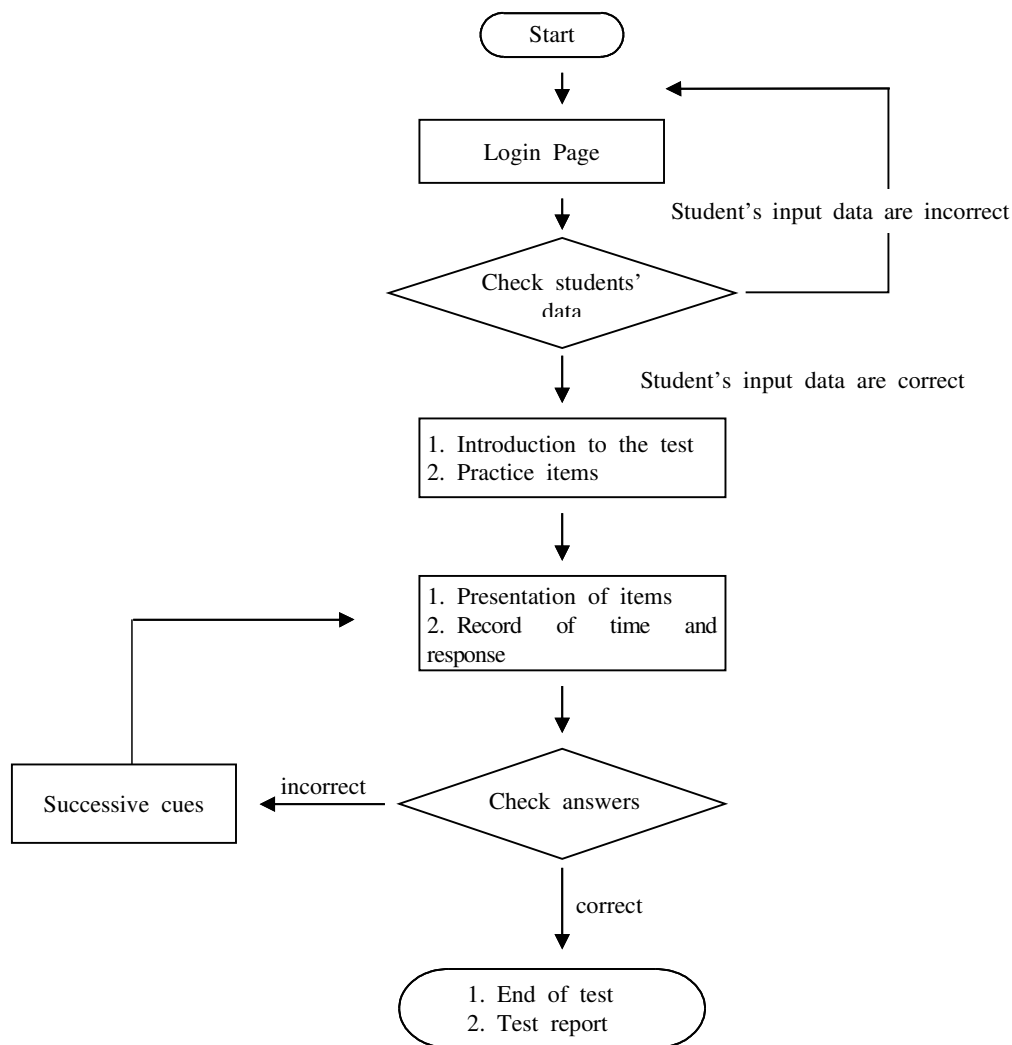 Start
Login Page
Student's input data are incorrect
Check students'
data
Student's input data are correct
1. Introduction to the test
2. Practice items
1. Presentation of items
2. Record of time and
response
incorrect
Successive cues
Check answers
correct
1. End of test
2. Test report